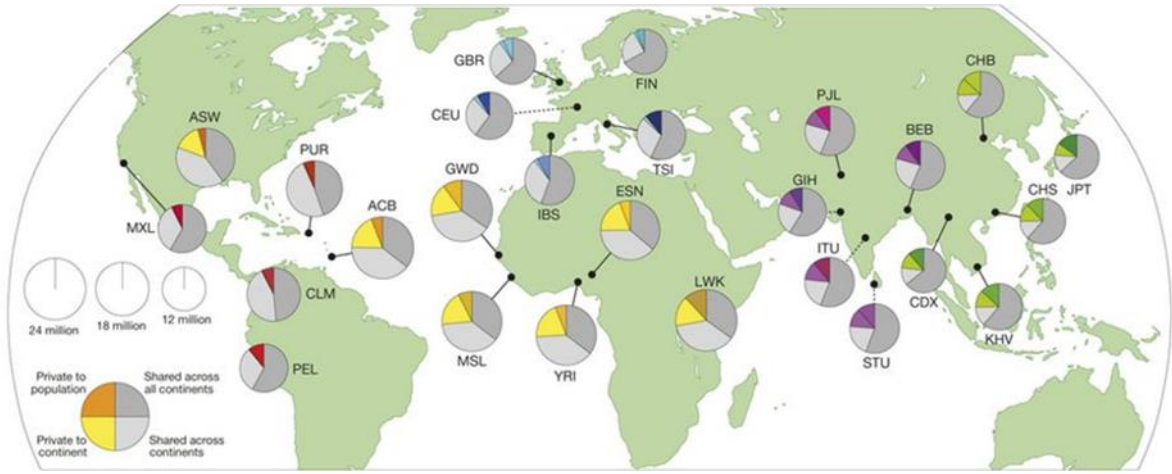 GBR
FIN
CHB
CEU
PJL
ASW
BEB
PUR
GWD
TSI
ESN
JPT
CHS
GIH
ACB
IBS
MXL
ITU
LWK
CDX
CLM
24 million
18 million
12 million
MSL
KHV
STU
YRI
PEL
Private to
population
Shared across
all continents
Private to
continent
Shared across
continents